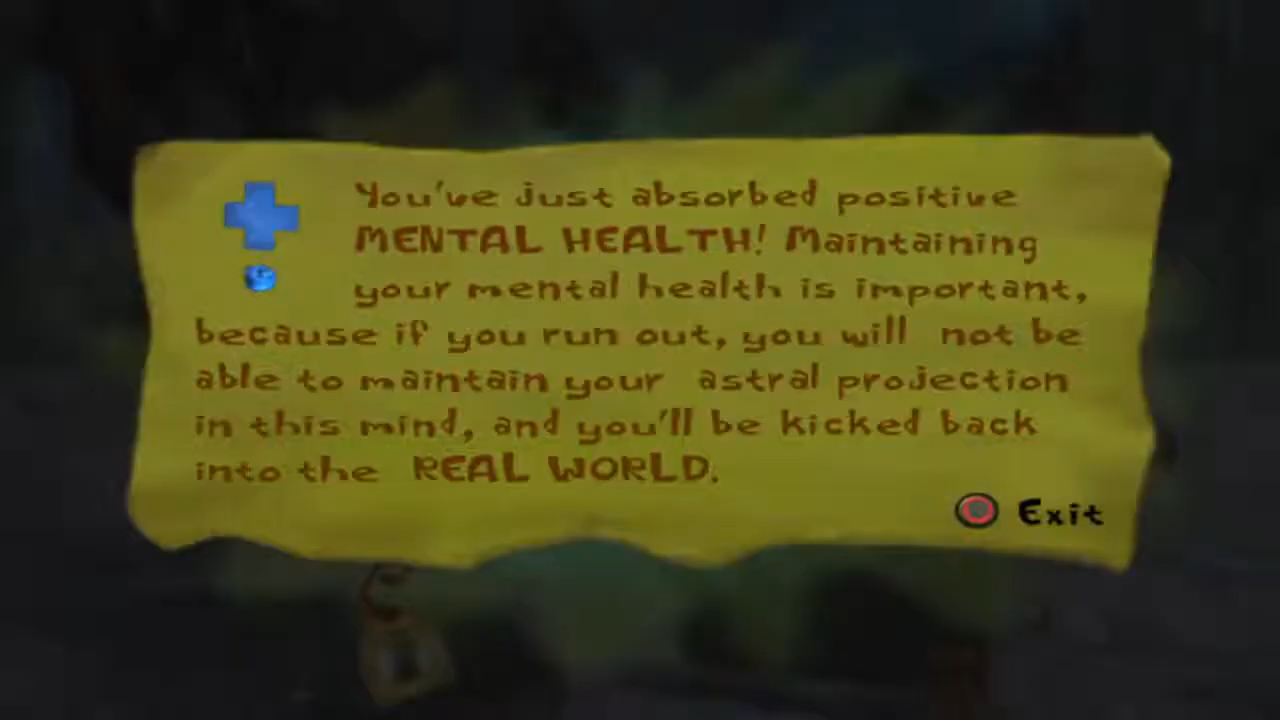 You've just absorbed positive
MENTAL HEALTH! Maintaining
your mental health is important,
because if you run out, you will not be
able to maintain your astral projection
in this mind, and you'll be kicked back
into the REAL WORLD.
Exit